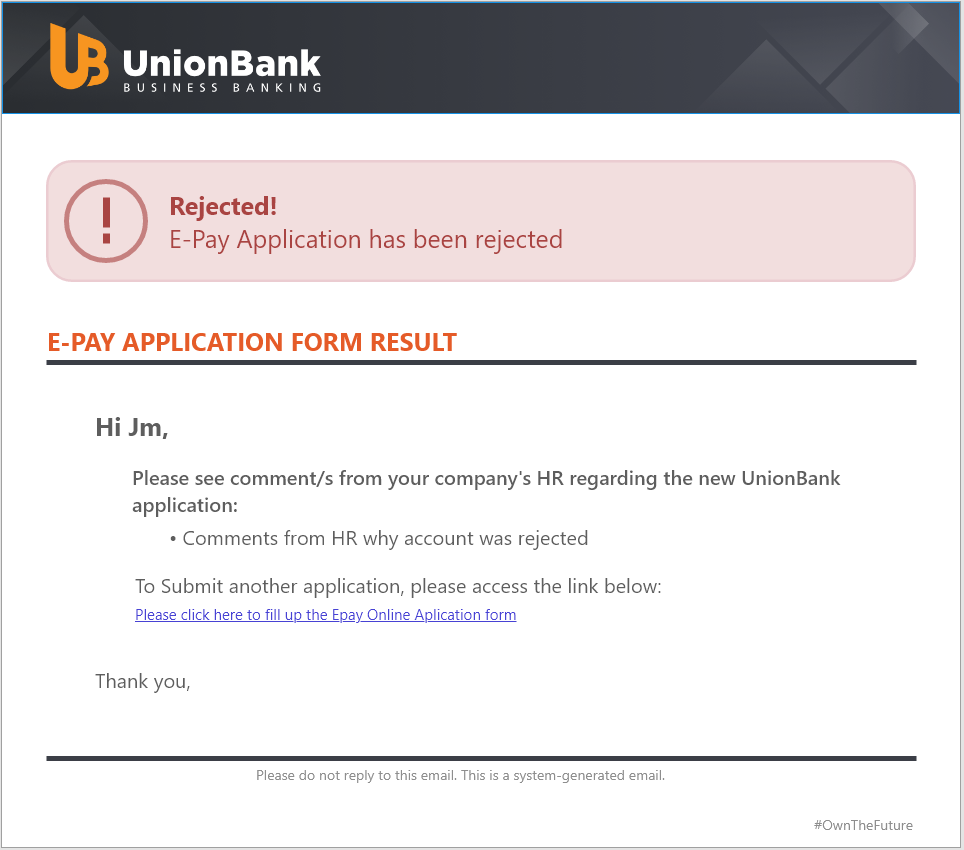 UnionBank
BUSINESS BANKING
Rejected!
E-Pay Application has been rejected
E-PAY APPLICATION FORM RESULT
Hi Jm,
Please see comment/s from your company's HR regarding the new UnionBank
application:
• Comments from HR why account was rejected
To Submit another application, please access the link below:
Please click here to fill up the Epay Online Aplication form
Thank you,
Please do not reply to this email. This is a system-generated email.
#OwnTheFuture